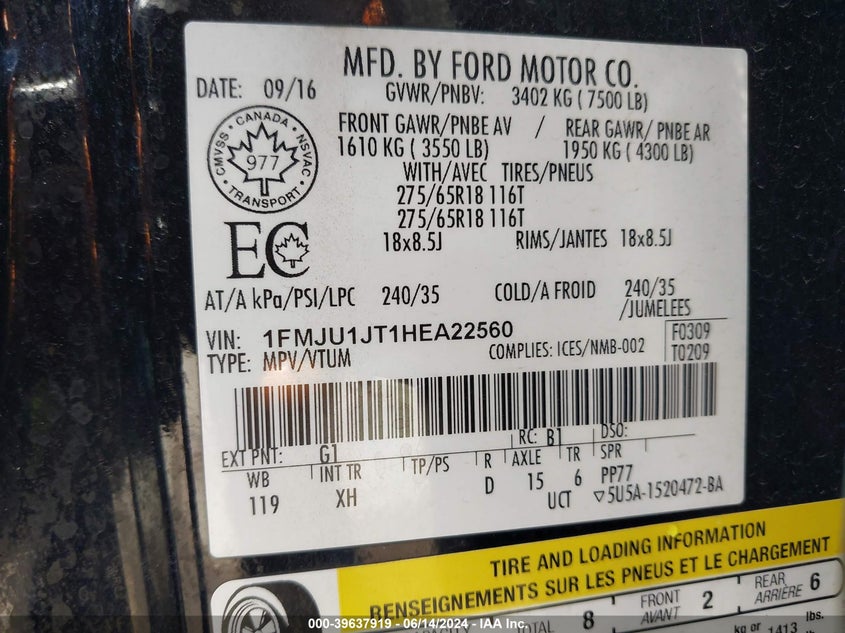 MFD. BY FORD MOTOR CO.
DATE: 09/16
GVWR/PNBV: 3402 KG ( 7500 LB)
FRONT GAWR/PNBE AV / REAR GAWR/ PNBE AR
1610 KG ( 3550 LB) 1950 KG ( 4300 LB)
CMVSS · CANADA · NSVAC
977
TRANSPORT
WITH/AVEC TIRES/PNEUS
275/65R18 116T
275/65R18 116T
18x8.5J RIMS/JANTES 18x8.5J
EC
AT/A kPa/PSI/LPC 240/35 COLD/A FROID 240/35
/JUMELEES
VIN: 1FMJU1JT1HEA22560
TYPE: MPV/VTUM COMPLIES: ICES/NMB-002
F0309
T0209
EXT PNT: G1 RC: B1 DSO:
WB INT TR TP/PS R AXLE TR SPR
119 XH D 15 6 PP77
UCT ▽5U5A-1520472-BA
TIRE AND LOADING INFORMATION
RENSEIGNEMENTS SUR LES PNEUS ET LE CHARGEMENT
TOTAL 8 FRONT AVANT 2 REAR ARRIÈRE 6
kg or 1413 lbs.
000-39637919 - 06/14/2024 - IAA Inc.